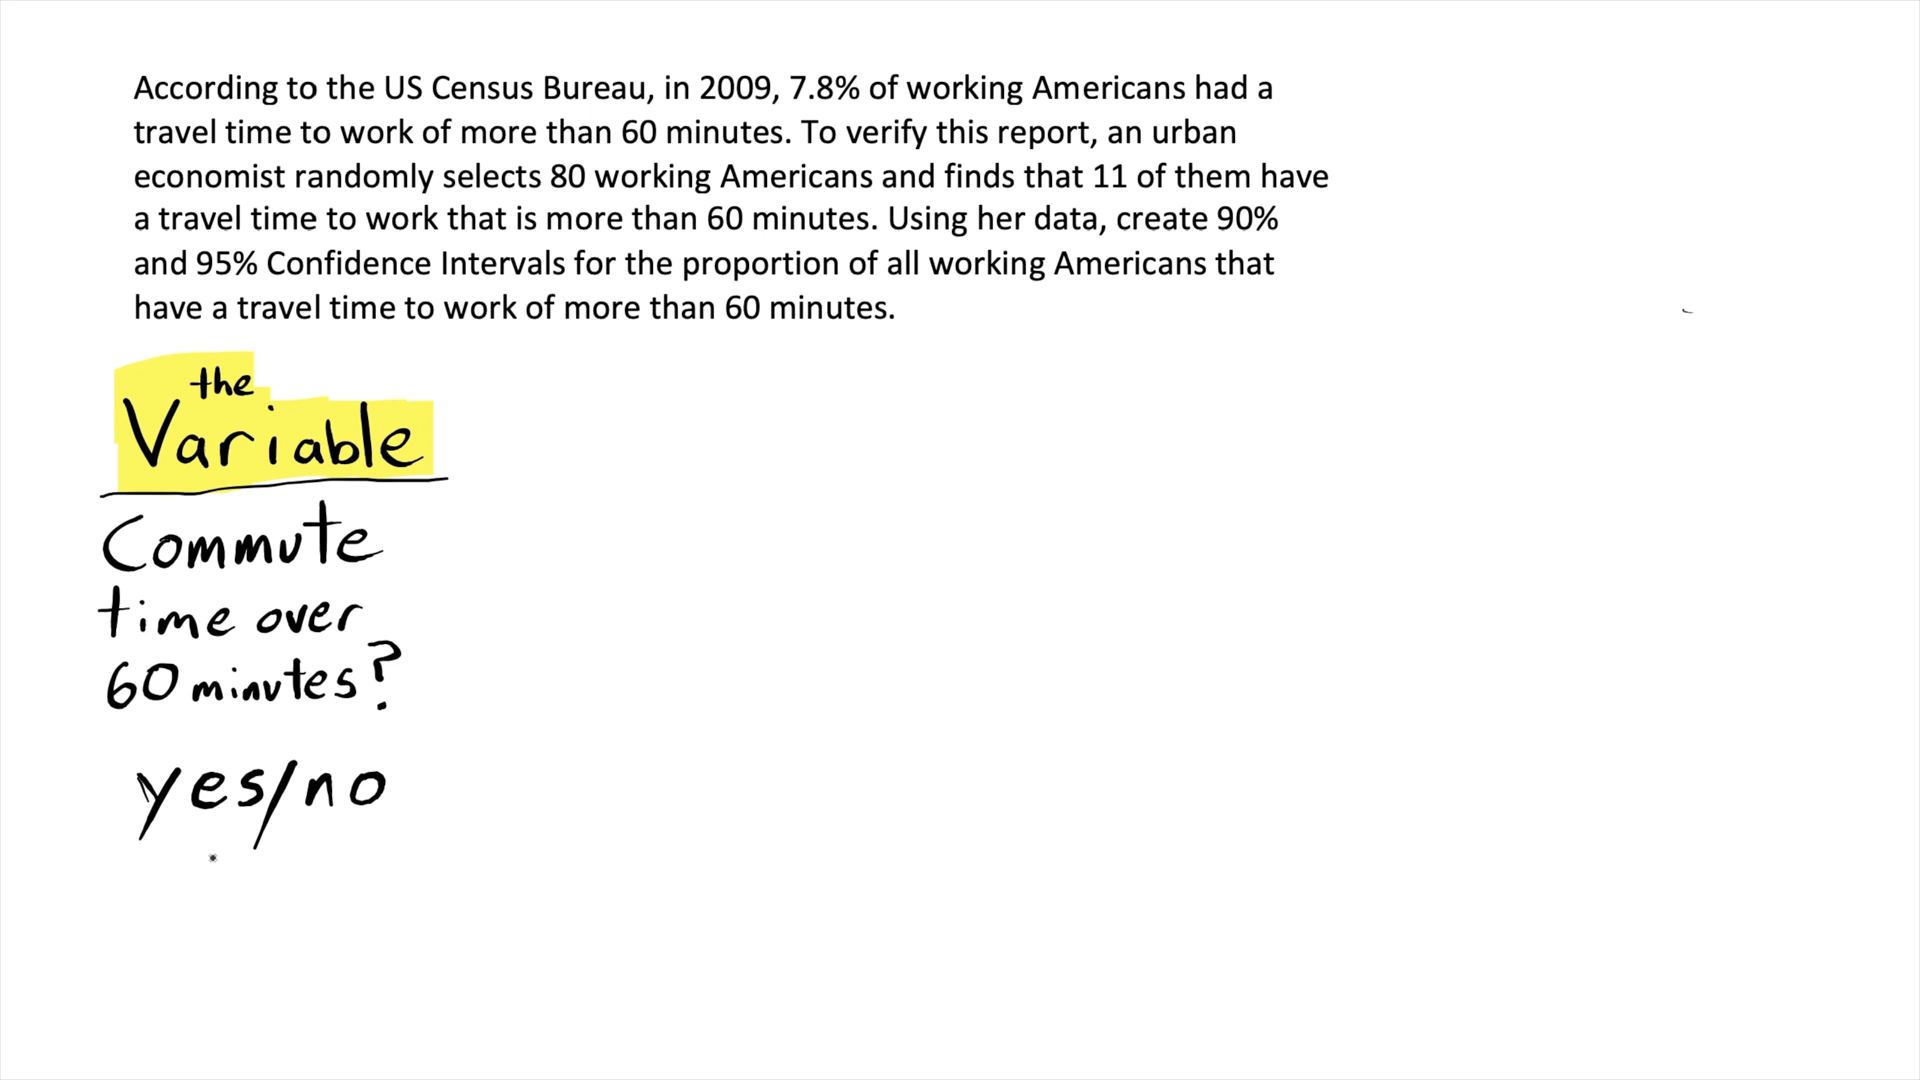 According to the US Census Bureau, in 2009, 7.8% of working Americans had a
travel time to work of more than 60 minutes. To verify this report, an urban
economist randomly selects 80 working Americans and finds that 11 of them have
a travel time to work that is more than 60 minutes. Using her data, create 90%
and 95% Confidence Intervals for the proportion of all working Americans that
have a travel time to work of more than 60 minutes.
the
Variable
Commute
time over
60 minutes?
yes/no